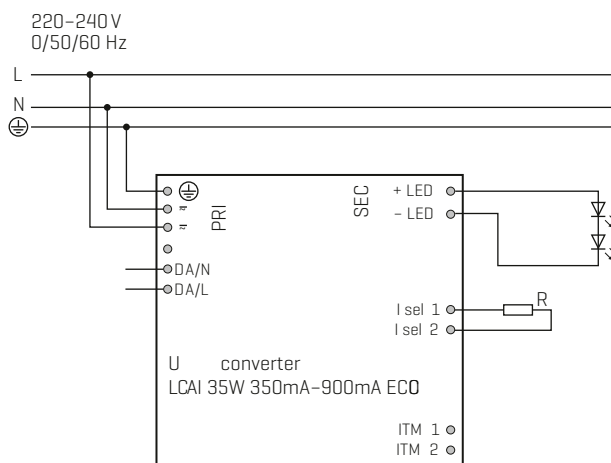 220–240 V
0/50/60 Hz
L
N
PRI
SEC
+ LED
– LED
DA/N
DA/L
I sel 1
R
I sel 2
U converter
LCAI 35W 350mA–900mA ECO
ITM 1
ITM 2